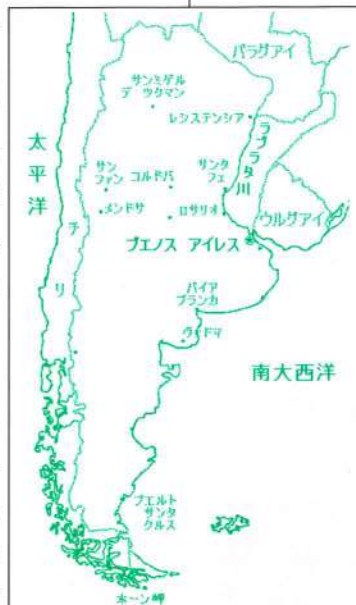 パラグアイ
サンミゲル
デ ツクマン
レシステンシア
太平洋
ラプラタ川
サン
ファン
コルドバ
サンタ
フェ
メンドサ
ロサリオ
ウルグアイ
チリ
ブエノス アイレス
バイア
ブランカ
南大西洋
プエルト
サンタ
クルス
ホーン岬